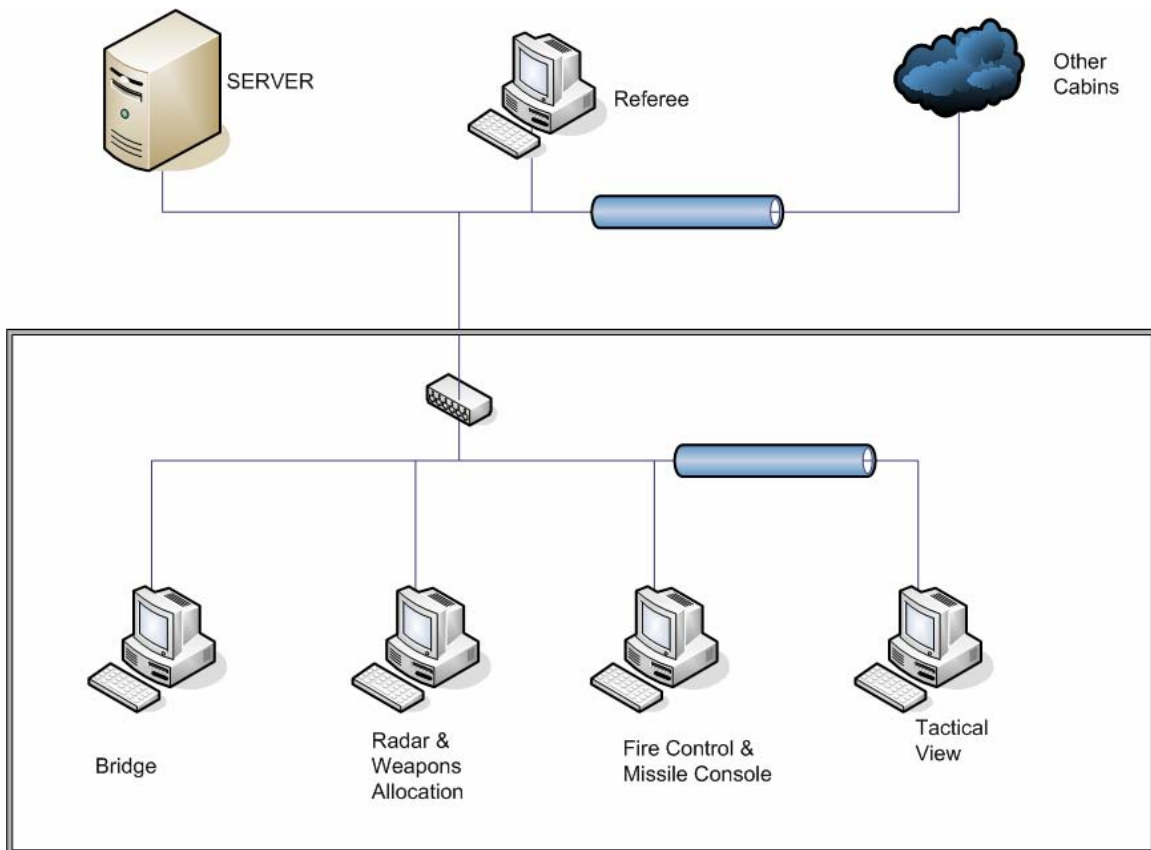 SERVER
Referee
Other
Cabins
Bridge
Radar &
Weapons
Allocation
Fire Control &
Missile Console
Tactical
View